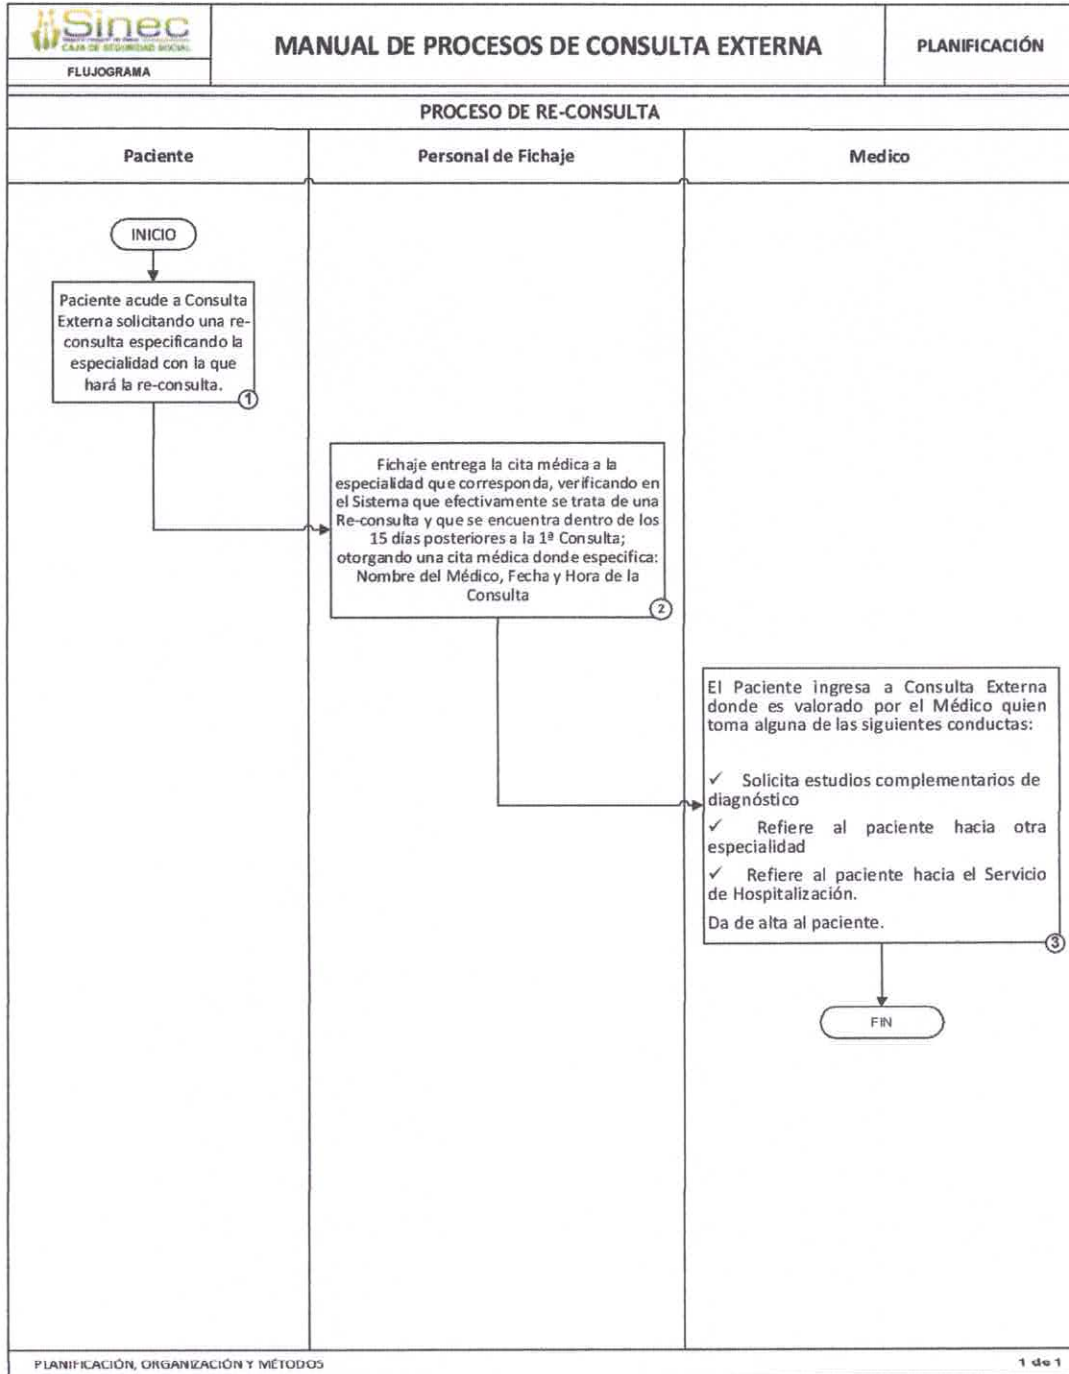 Sinec
CAJA DE SEGURIDAD SOCIAL
FLUJOGRAMA
MANUAL DE PROCESOS DE CONSULTA EXTERNA
PLANIFICACIÓN
PROCESO DE RE-CONSULTA
Paciente
Personal de Fichaje
Medico
INICIO
Paciente acude a Consulta
Externa solicitando una re-
consulta especificando la
especialidad con la que
hará la re-consulta.
1
Fichaje entrega la cita médica a la
especialidad que corresponda, verificando en
el Sistema que efectivamente se trata de una
Re-consulta y que se encuentra dentro de los
15 días posteriores a la 1ª Consulta;
otorgando una cita médica donde especifica:
Nombre del Médico, Fecha y Hora de la
Consulta
2
El Paciente ingresa a Consulta Externa
donde es valorado por el Médico quien
toma alguna de las siguientes conductas:
✓ Solicita estudios complementarios de
diagnóstico
✓ Refiere al paciente hacia otra
especialidad
✓ Refiere al paciente hacia el Servicio
de Hospitalización.
Da de alta al paciente.
3
FIN
PLANIFICACIÓN, ORGANIZACIÓN Y MÉTODOS
1 de 1